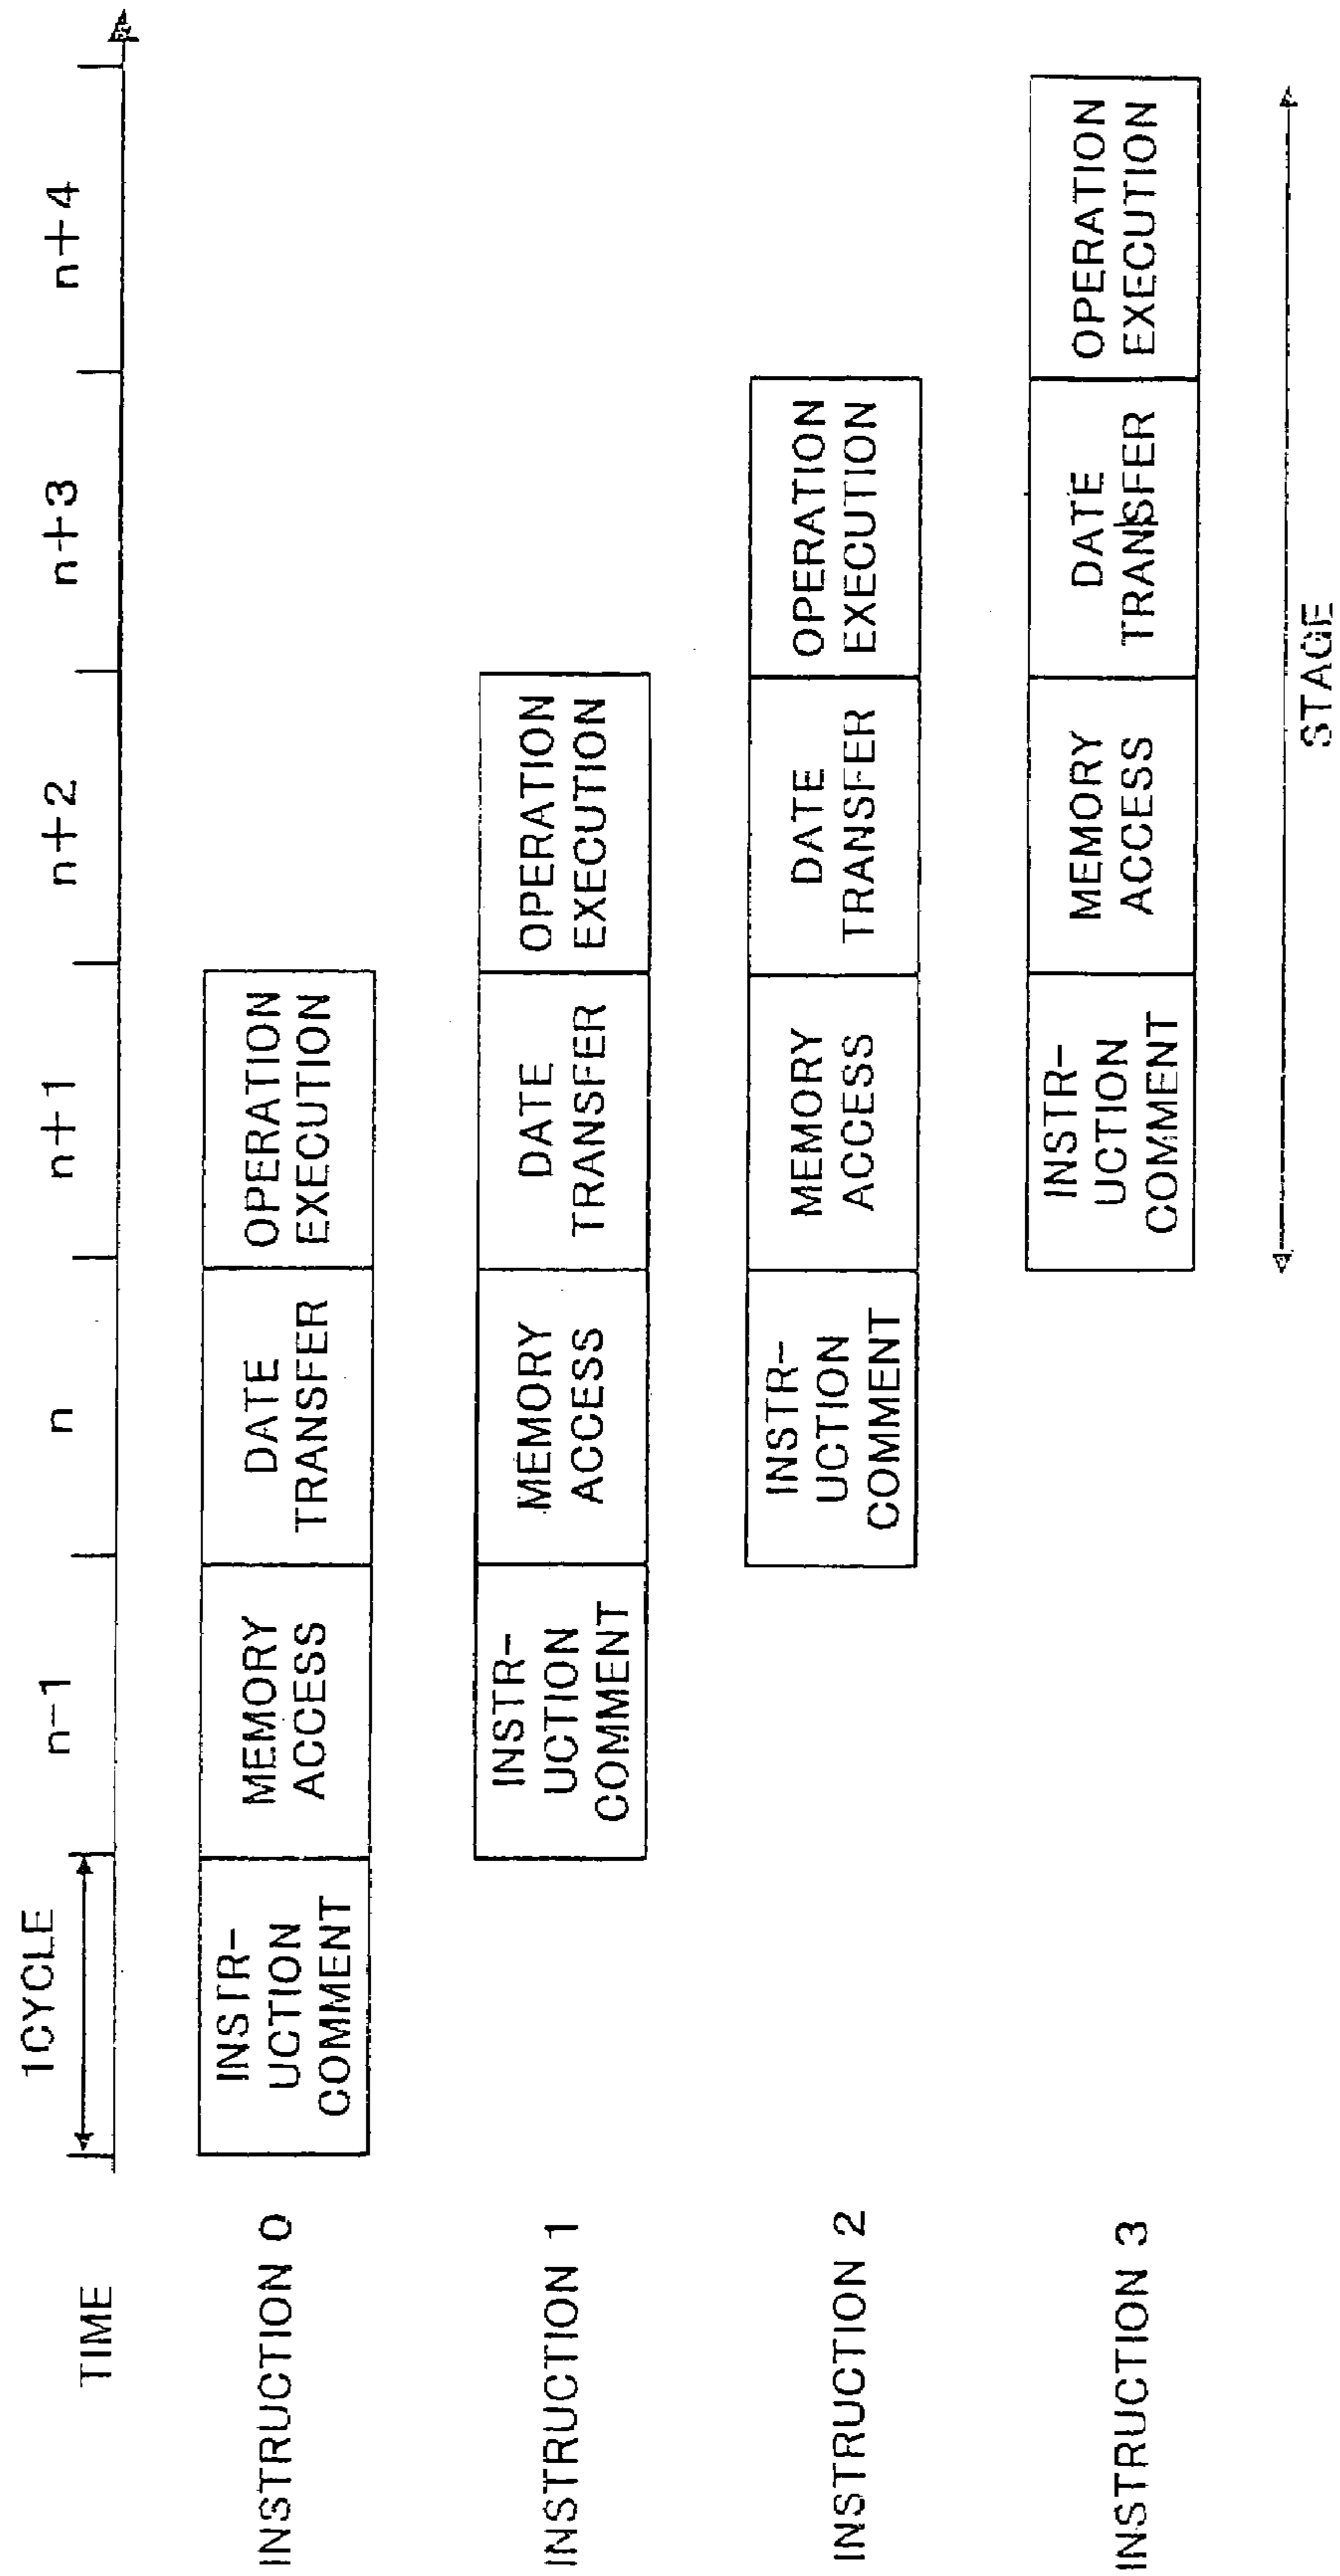 1CYCLE
n-1
n
n+1
n+2
n+3
n+4
TIME
INSTRUCTION 0
INSTR-
UCTION
COMMENT
MEMORY
ACCESS
DATE
TRANSFER
OPERATION
EXECUTION
INSTRUCTION 1
INSTR-
UCTION
COMMENT
MEMORY
ACCESS
DATE
TRANSFER
OPERATION
EXECUTION
INSTRUCTION 2
INSTR-
UCTION
COMMENT
MEMORY
ACCESS
DATE
TRANSFER
OPERATION
EXECUTION
INSTRUCTION 3
INSTR-
UCTION
COMMENT
MEMORY
ACCESS
DATE
TRANSFER
OPERATION
EXECUTION
STAGE